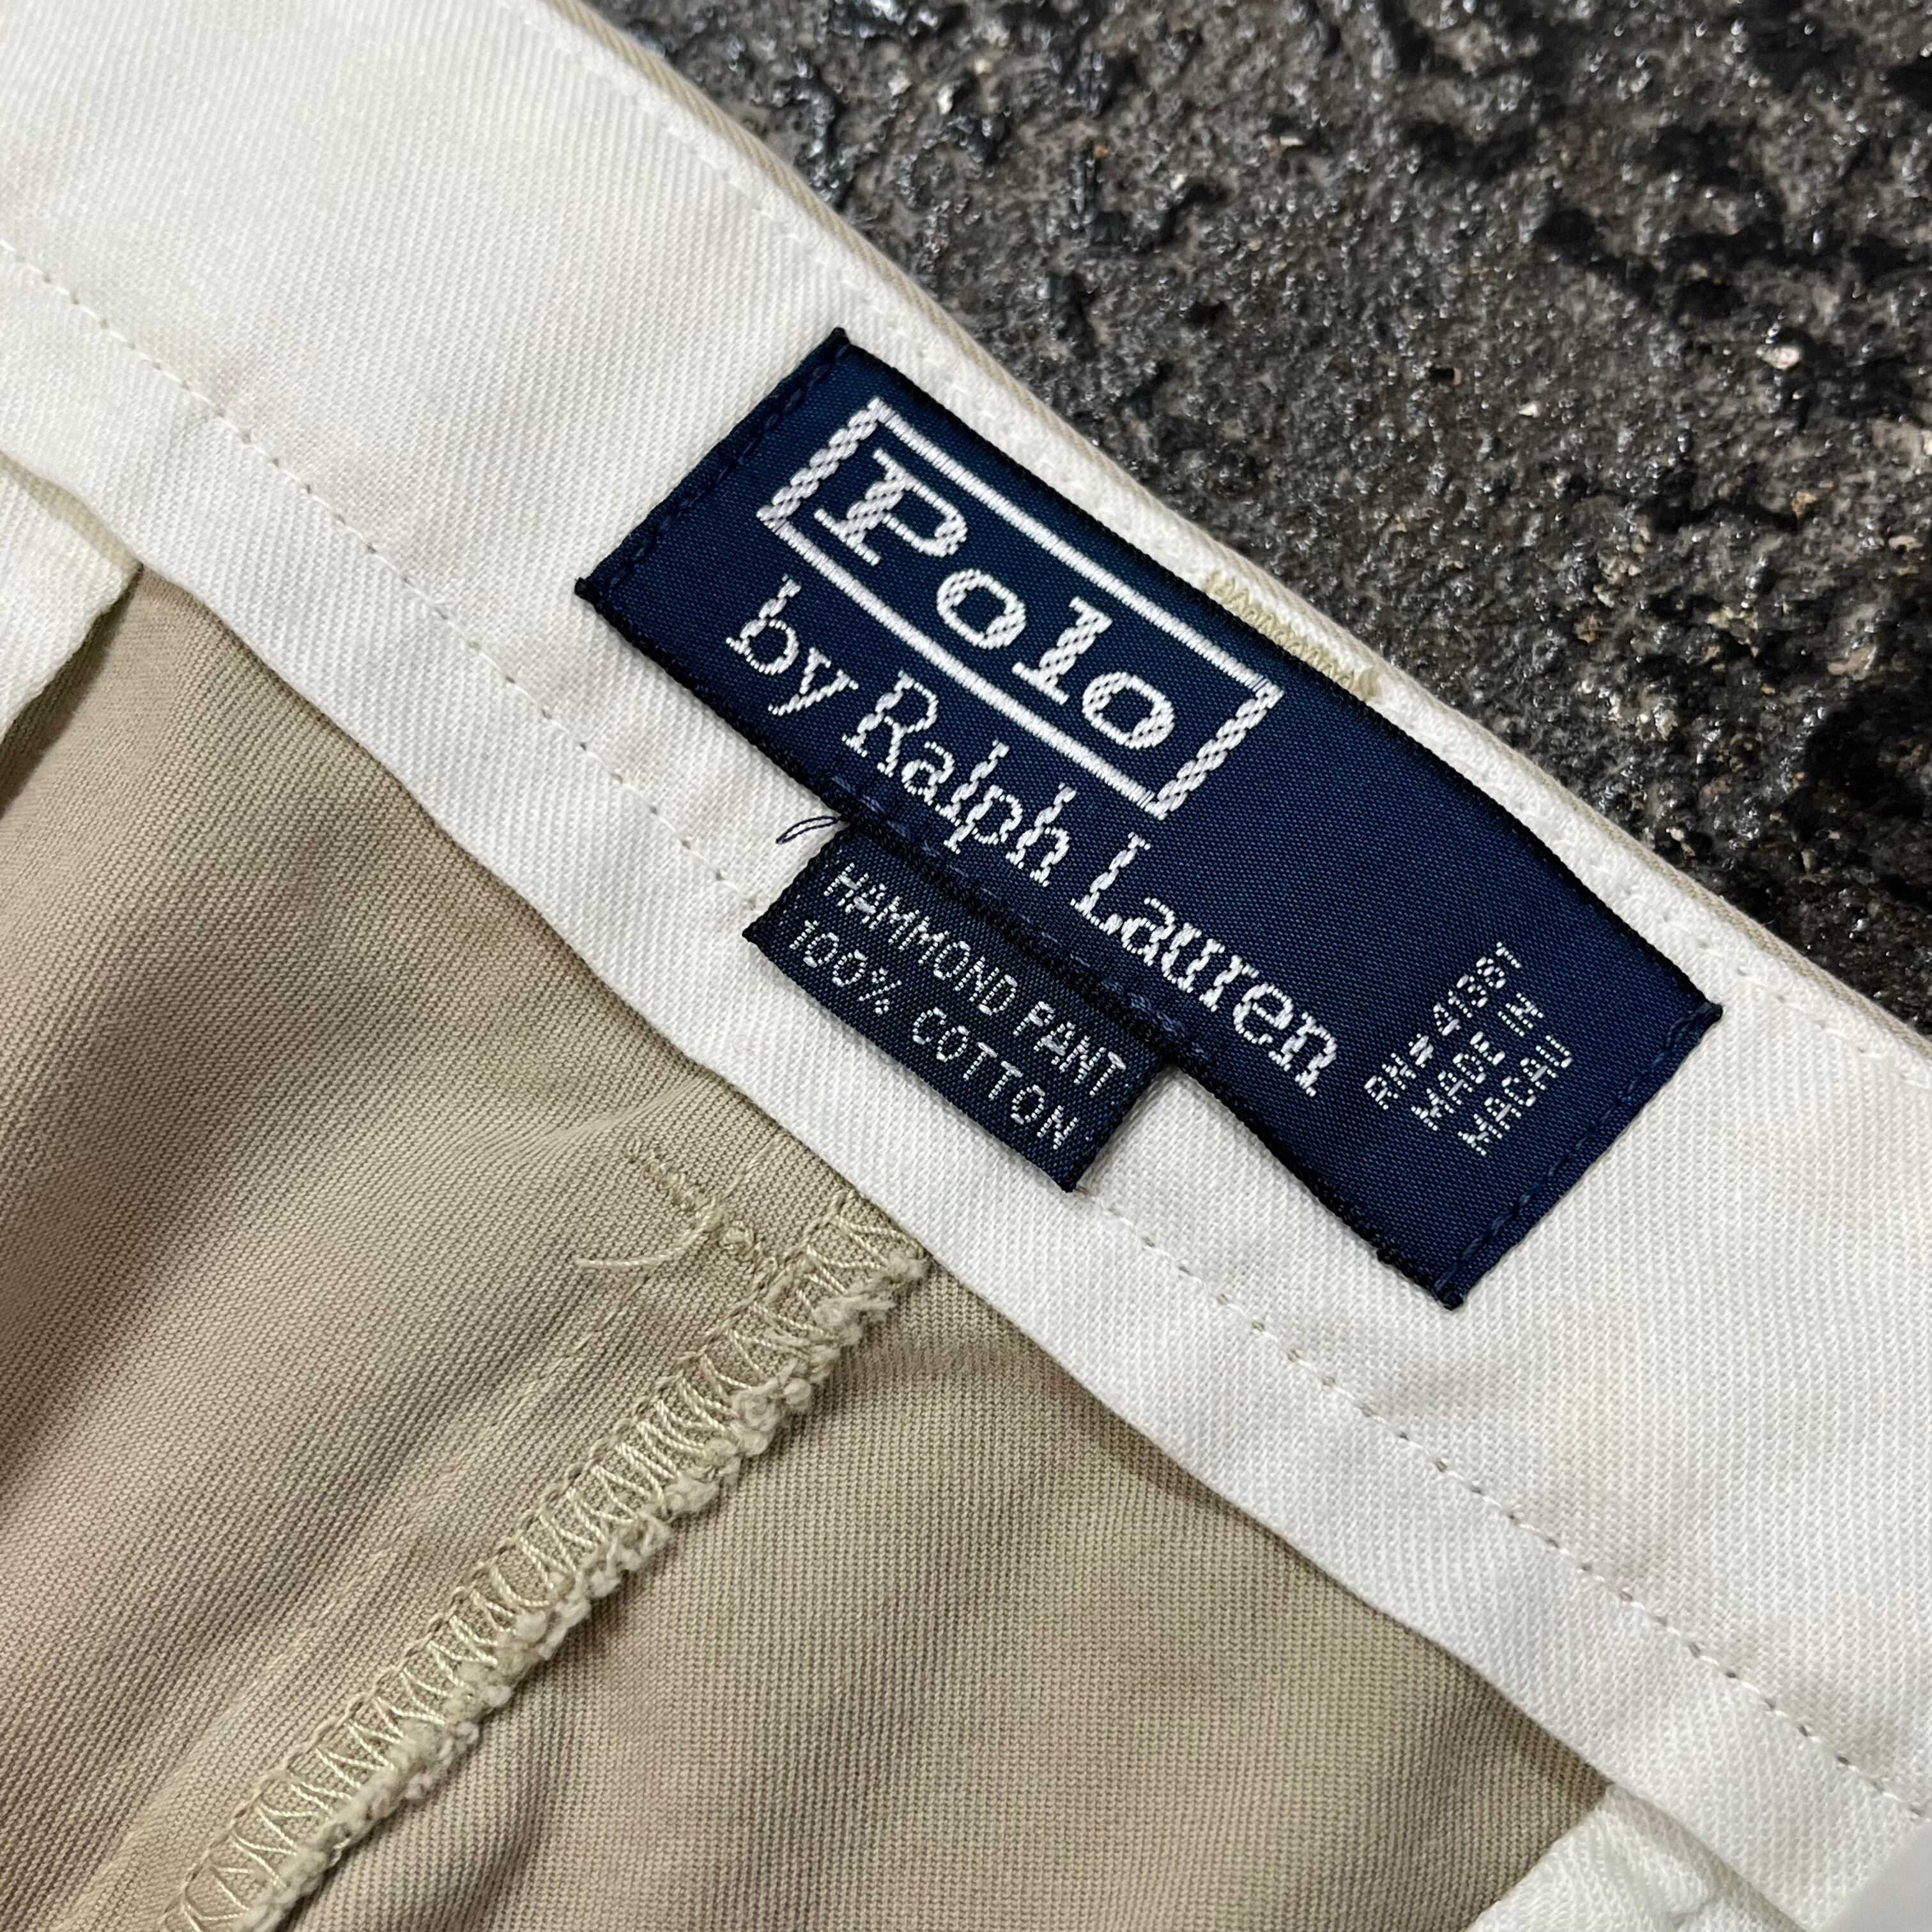 Polo
by Ralph Lauren
RN# 41381
MADE IN
MACAU
HAMMOND PANT
100% COTTON